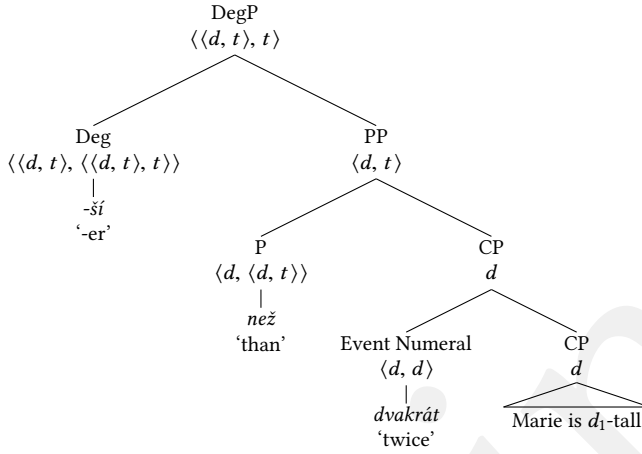 DegP
⟨⟨d, t⟩, t⟩
Deg
⟨⟨d, t⟩, ⟨⟨d, t⟩, t⟩⟩
-ší
‘-er’
PP
⟨d, t⟩
P
⟨d, ⟨d, t⟩⟩
než
‘than’
CP
d
Event Numeral
⟨d, d⟩
dvakrát
‘twice’
CP
d
Marie is d₁-tall